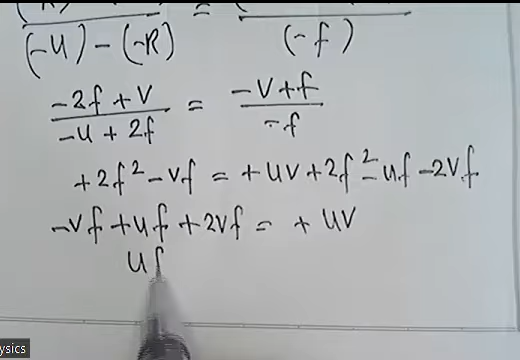 (-u) - (-R) = (-f)
-2f + v / -u + 2f = -v + f / -f
+2f² - vf = + uv + 2f² - uf - 2vf
-vf + uf + 2vf = + uv
uf
ysics